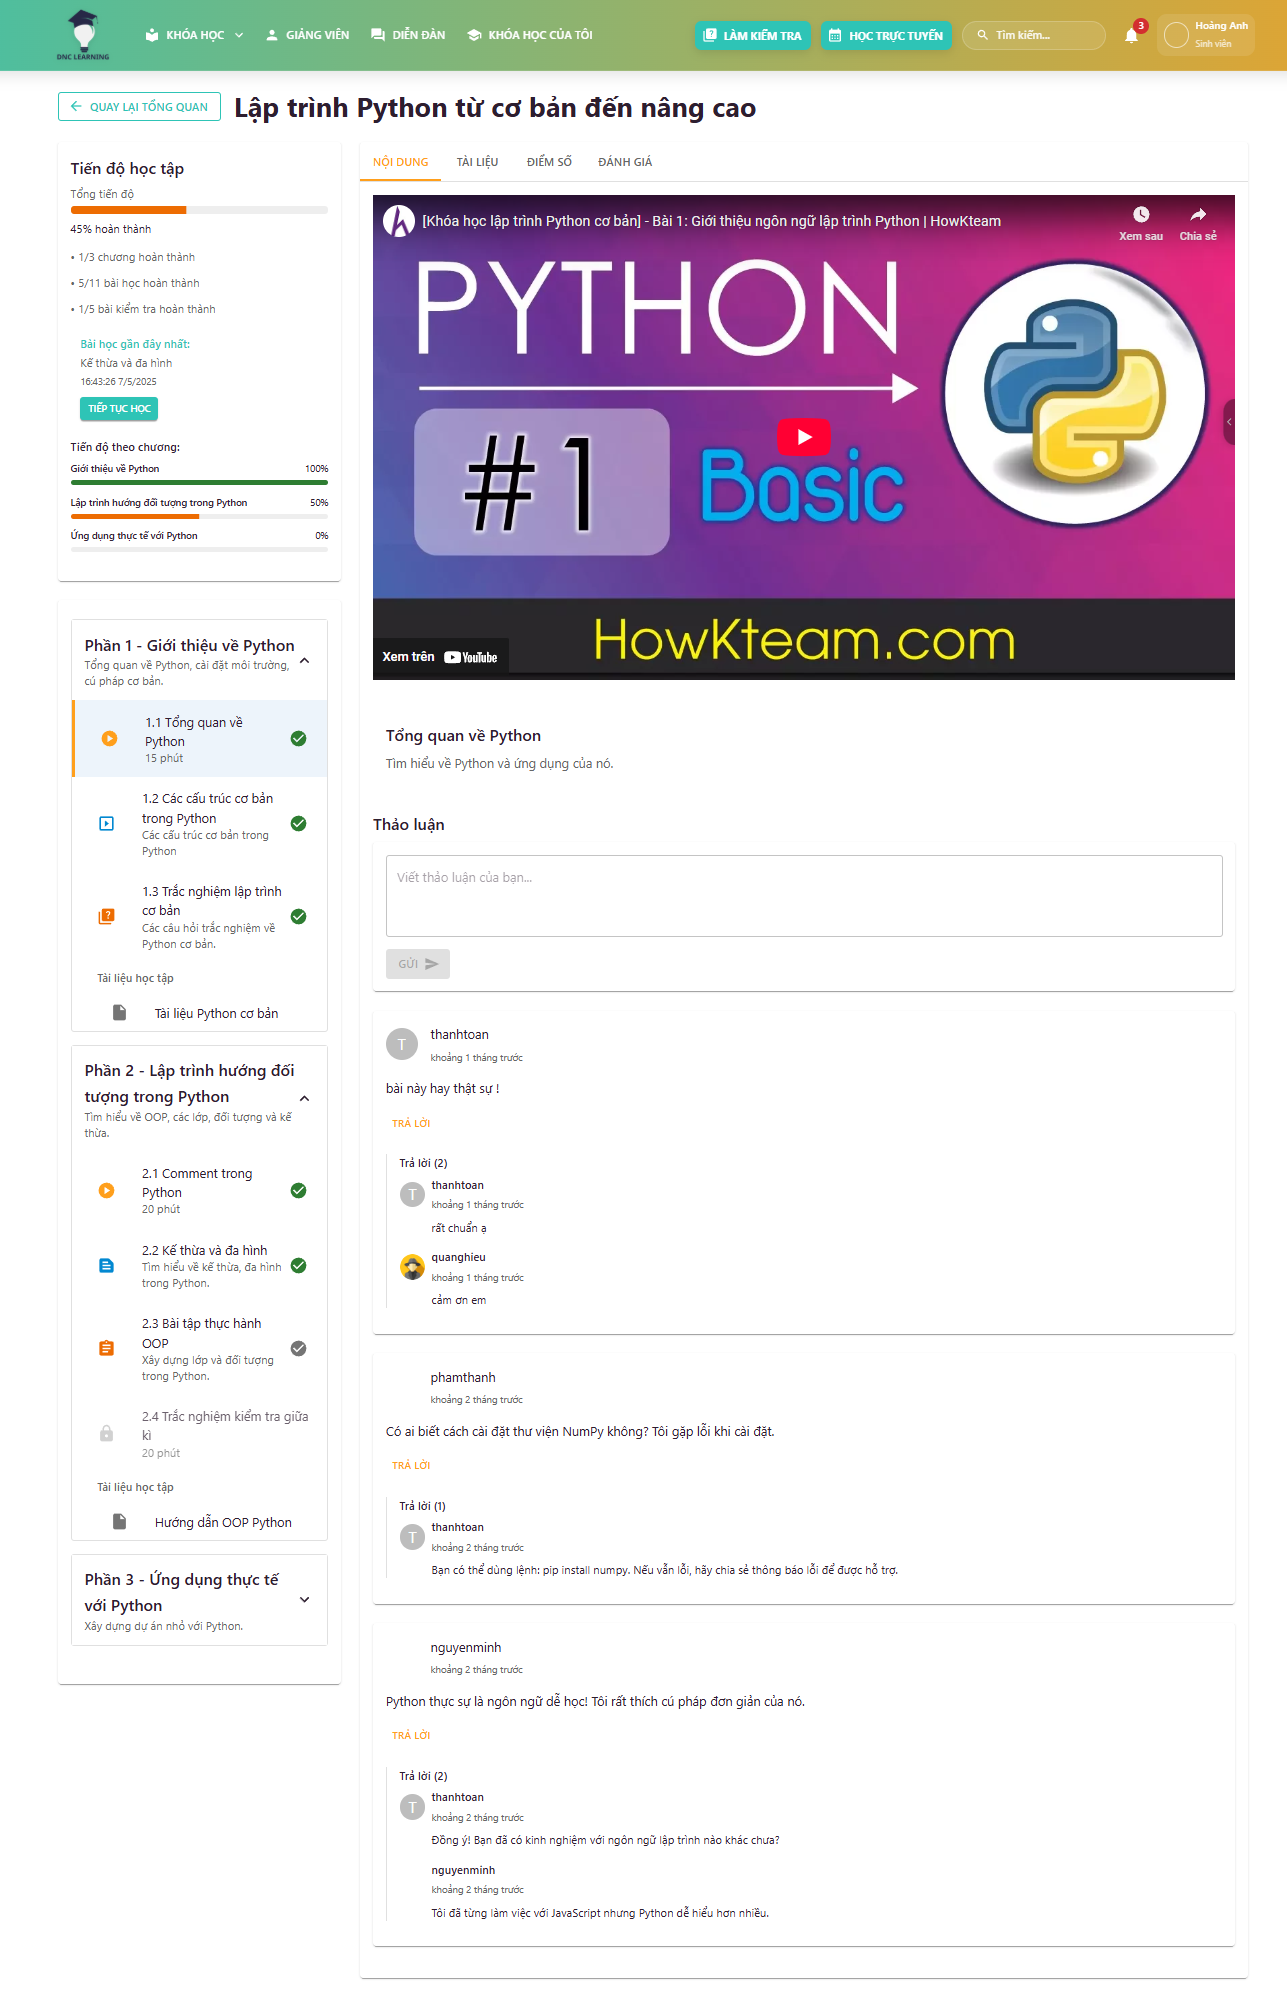 DNC LEARNING
KHÓA HỌC
GIẢNG VIÊN
DIỄN ĐÀN
KHÓA HỌC CỦA TÔI
LÀM KIỂM TRA
HỌC TRỰC TUYẾN
Tìm kiếm...
3
Hoàng Anh
Sinh viên
QUAY LẠI TỔNG QUAN
Lập trình Python từ cơ bản đến nâng cao
Tiến độ học tập
Tổng tiến độ
45% hoàn thành
• 1/3 chương hoàn thành
• 5/11 bài học hoàn thành
• 1/5 bài kiểm tra hoàn thành
Bài học gần đây nhất:
Kế thừa và đa hình
16:43:26 7/5/2025
TIẾP TỤC HỌC
Tiến độ theo chương:
Giới thiệu về Python 100%
Lập trình hướng đối tượng trong Python 50%
Ứng dụng thực tế với Python 0%
Phần 1 - Giới thiệu về Python
Tổng quan về Python, cài đặt môi trường,
cú pháp cơ bản.
1.1 Tổng quan về
Python
15 phút
1.2 Các cấu trúc cơ bản
trong Python
Các cấu trúc cơ bản trong
Python
1.3 Trắc nghiệm lập trình
cơ bản
Các câu hỏi trắc nghiệm về
Python cơ bản.
Tài liệu học tập
Tài liệu Python cơ bản
Phần 2 - Lập trình hướng đối
tượng trong Python
Tìm hiểu về OOP, các lớp, đối tượng và kế
thừa.
2.1 Comment trong
Python
20 phút
2.2 Kế thừa và đa hình
Tìm hiểu về kế thừa, đa hình
trong Python.
2.3 Bài tập thực hành
OOP
Xây dựng lớp và đối tượng
trong Python.
2.4 Trắc nghiệm kiểm tra giữa
kì
20 phút
Tài liệu học tập
Hướng dẫn OOP Python
Phần 3 - Ứng dụng thực tế
với Python
Xây dựng dự án nhỏ với Python.
NỘI DUNG
TÀI LIỆU
ĐIỂM SỐ
ĐÁNH GIÁ
[Khóa học lập trình Python cơ bản] - Bài 1: Giới thiệu ngôn ngữ lập trình Python | HowKteam
Xem sau
Chia sẻ
PYTHON
#1 Basic
HowKteam.com
Xem trên YouTube
Tổng quan về Python
Tìm hiểu về Python và ứng dụng của nó.
Thảo luận
Viết thảo luận của bạn...
GỬI
T
thanhtoan
khoảng 1 tháng trước
bài này hay thật sự !
TRẢ LỜI
Trả lời (2)
T
thanhtoan
khoảng 1 tháng trước
rất chuẩn ạ
quanghieu
khoảng 1 tháng trước
cảm ơn em
phamthanh
khoảng 2 tháng trước
Có ai biết cách cài đặt thư viện NumPy không? Tôi gặp lỗi khi cài đặt.
TRẢ LỜI
Trả lời (1)
T
thanhtoan
khoảng 2 tháng trước
Bạn có thể dùng lệnh: pip install numpy. Nếu vẫn lỗi, hãy chia sẻ thông báo lỗi để được hỗ trợ.
nguyenminh
khoảng 2 tháng trước
Python thực sự là ngôn ngữ dễ học! Tôi rất thích cú pháp đơn giản của nó.
TRẢ LỜI
Trả lời (2)
T
thanhtoan
khoảng 2 tháng trước
Đồng ý! Bạn đã có kinh nghiệm với ngôn ngữ lập trình nào khác chưa?
nguyenminh
khoảng 2 tháng trước
Tôi đã từng làm việc với JavaScript nhưng Python dễ hiểu hơn nhiều.